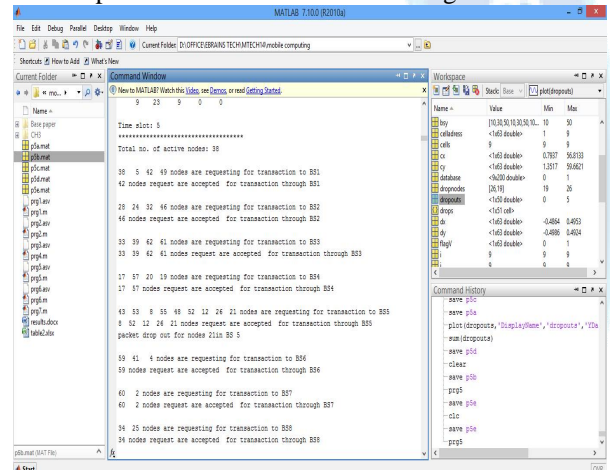 MATLAB 7.10.0 (R2010a)
File Edit Debug Parallel Desktop Window Help
Current Folder: D:\OFFICE\EBRAINS TECH\MTECH14\mobile computing
Shortcuts How to Add What's New
Current Folder
« mo...
Name
Base paper
CH3
p5a.mat
p5b.mat
p5c.mat
p5d.mat
p5e.mat
prg1.asv
prg1.m
prg2.asv
prg2.m
prg3.asv
prg4.m
prg5.asv
prg5.m
prg6.asv
prg6.m
prg7.m
results.docx
table2.xlsx
p5b.mat (MAT File)
Start
Command Window
New to MATLAB? Watch this Video, see Demos, or read Getting Started.
9 23 9 0 0
Time slot: 5
Total no. of active nodes: 38
38 5 42 49 nodes are requesting for transaction to BS1
42 nodes request are accepted for transaction through BS1
28 24 32 46 nodes are requesting for transaction to BS2
46 nodes request are accepted for transaction through BS2
33 39 62 61 nodes are requesting for transaction to BS3
33 39 62 61 nodes request are accepted for transaction through BS3
17 57 20 19 nodes are requesting for transaction to BS4
17 57 nodes request are accepted for transaction through BS4
43 53 8 55 48 52 12 26 21 nodes are requesting for transaction to BS5
8 52 12 26 21 nodes request are accepted for transaction through BS5
packet drop out for nodes 21in BS 5
59 41 4 nodes are requesting for transaction to BS6
59 nodes request are accepted for transaction through BS6
60 2 nodes are requesting for transaction to BS7
60 2 nodes request are accepted for transaction through BS7
34 25 nodes are requesting for transaction to BS8
34 nodes request are accepted for transaction through BS8
fx
Workspace
Stack: Base plot(dropouts)
Name Value Min Max
bsy [10,30,50,10,30,50,10... 10 50
celladress <1x63 double> 1 9
cells 9 9 9
cx <1x63 double> 0.7937 56.8133
cy <1x63 double> 1.3517 59.6621
database <9x200 double> 0 1
dropnodes [26,19] 19 26
dropouts <1x50 double> 0 5
drops <1x51 cell>
dx <1x63 double> -0.4864 0.4953
dy <1x63 double> -0.4986 0.4924
flagV <1x63 double> 0 1
i 9 9 9
Command History
save p5c
save p5a
plot(dropouts,'DisplayName','dropouts','YDa
sum(dropouts)
save p5d
clear
save p5b
prg5
save p5e
clc
save p5e
prg5
OVR